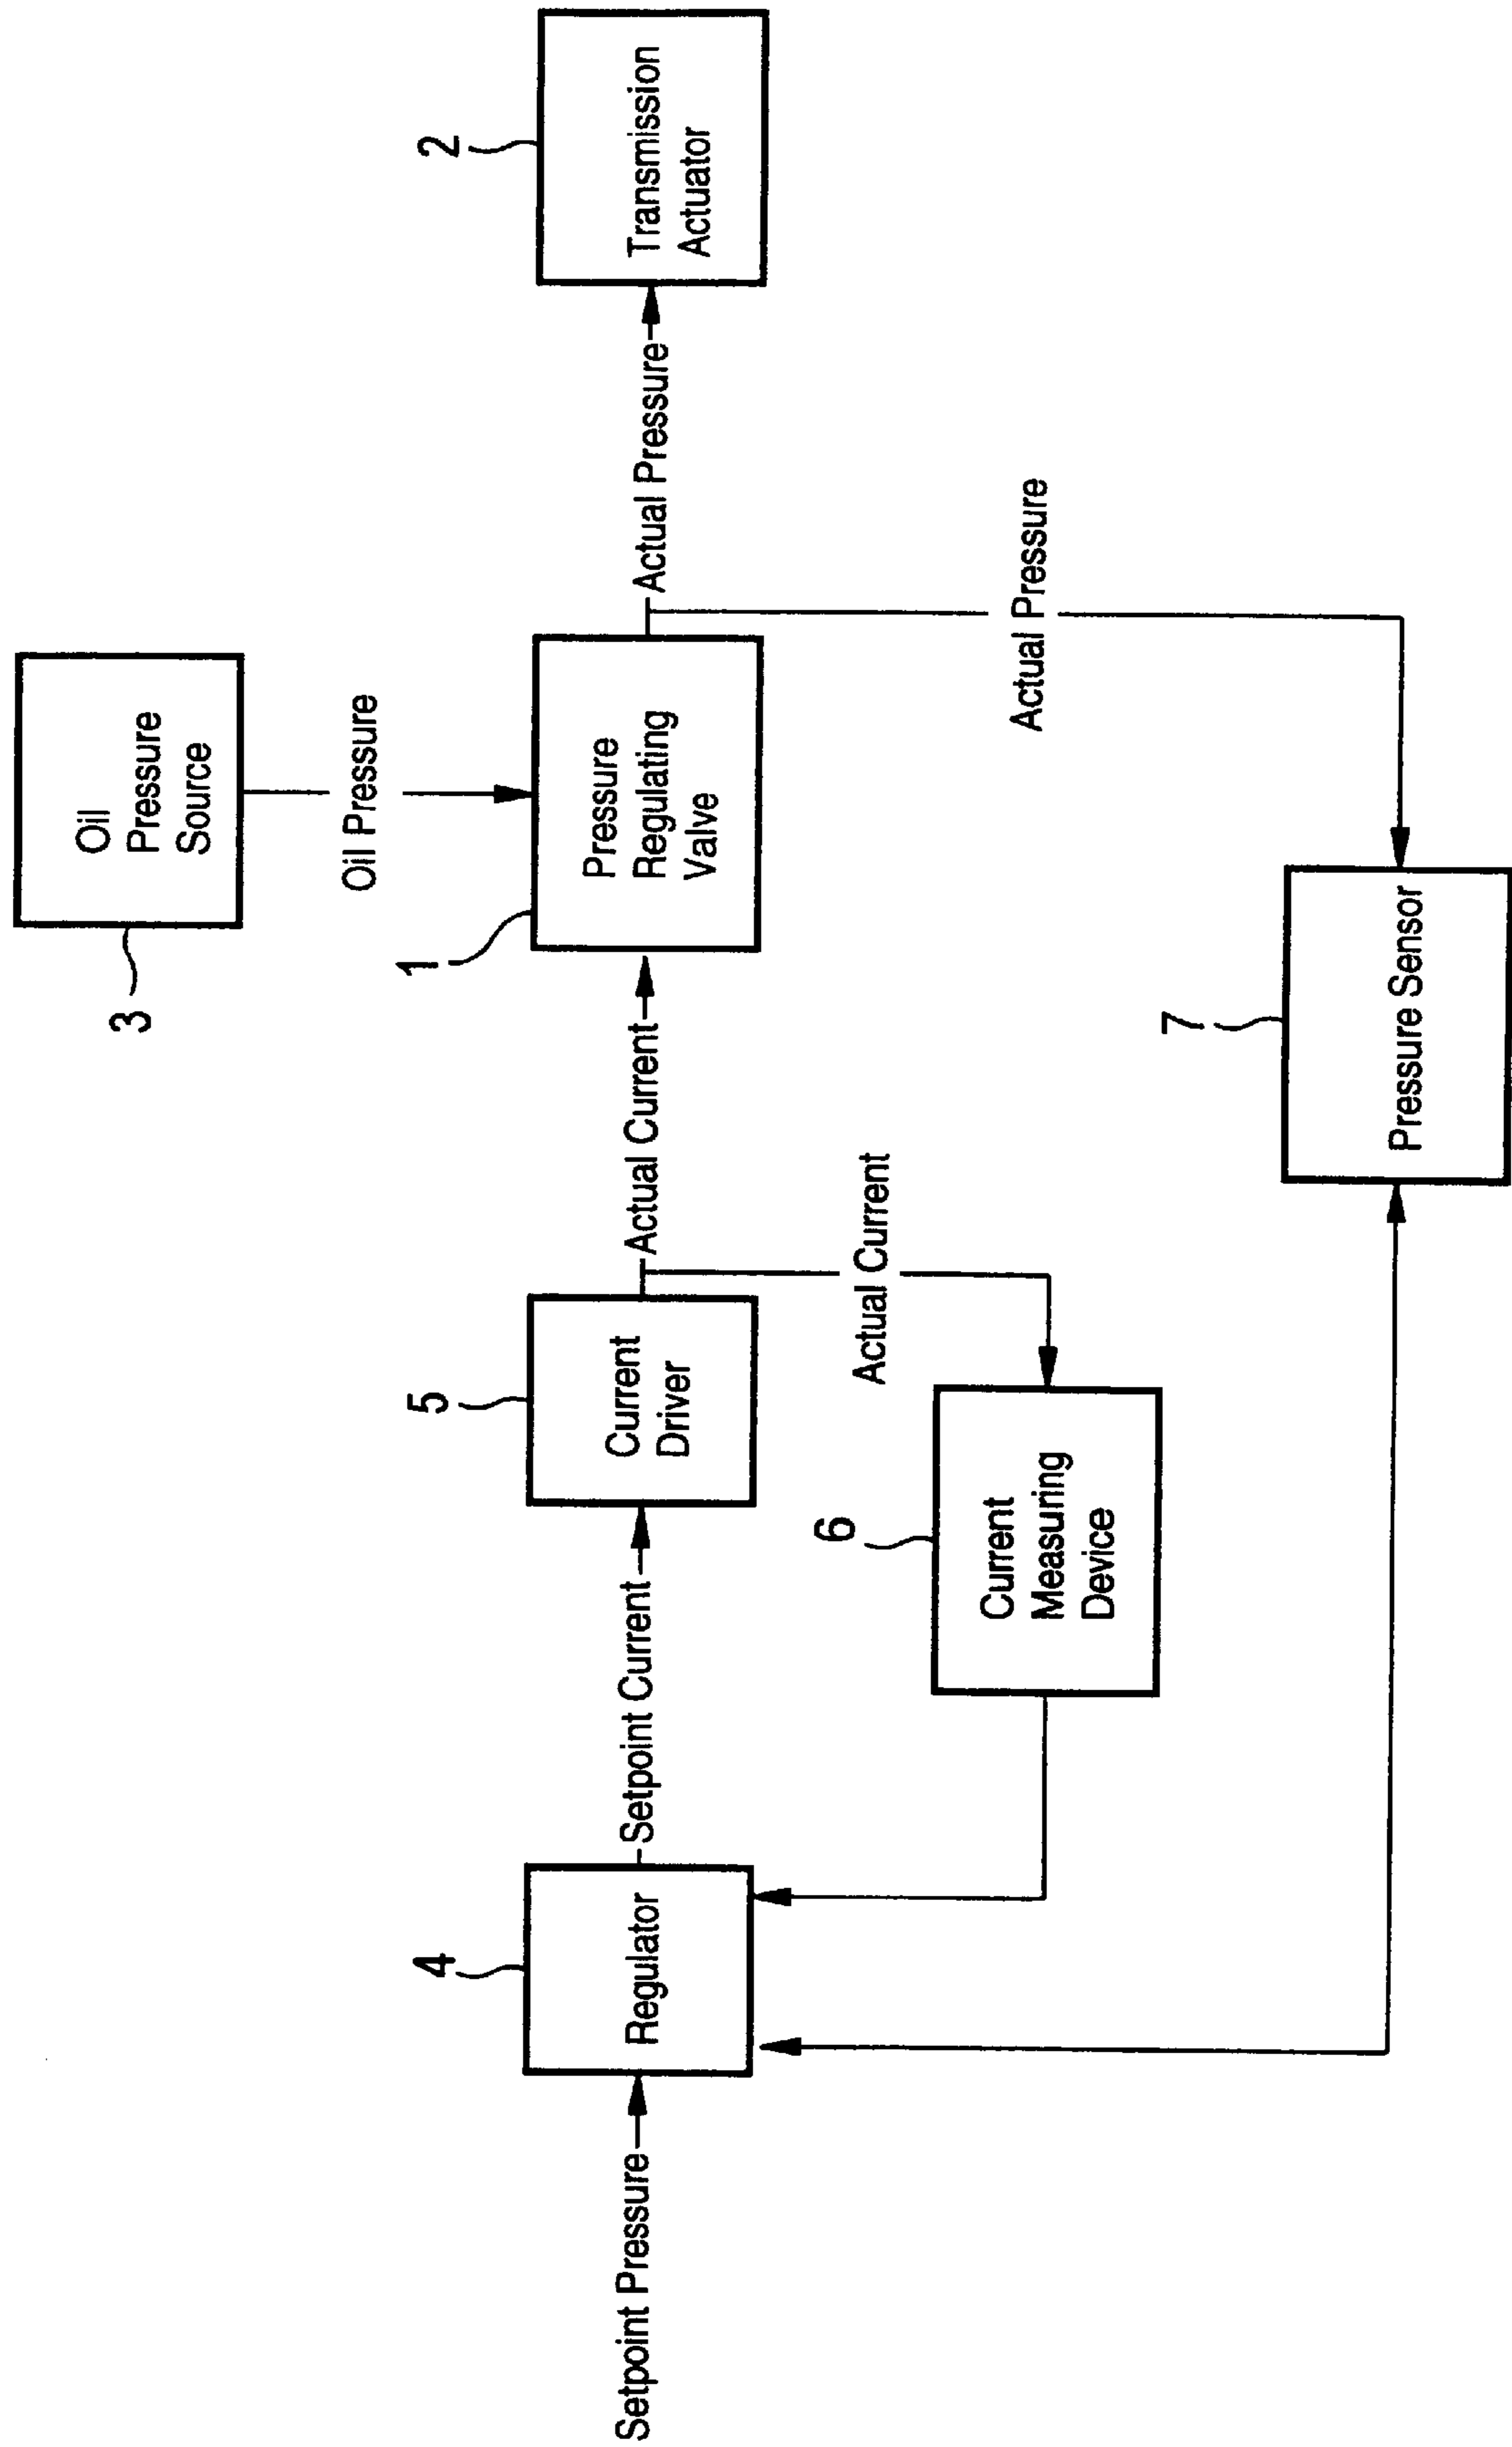 3
Oil
Pressure
Source
Oil Pressure
Setpoint Pressure
4
Regulator
Setpoint Current
5
Current
Driver
Actual Current
1
Pressure
Regulating
Valve
Actual Pressure
2
Transmission
Actuator
6
Current
Measuring
Device
Actual Current
Actual Pressure
7
Pressure Sensor